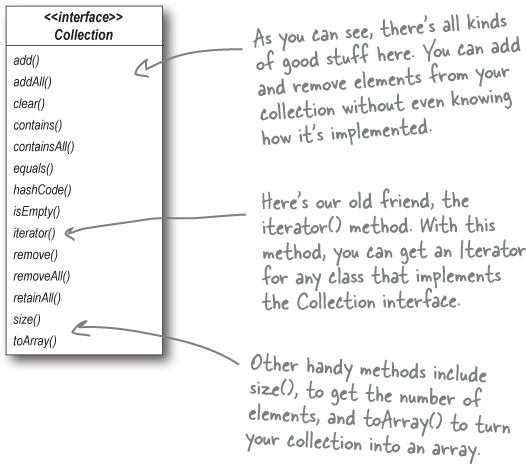 <<interface>>
Collection
add()
addAll()
clear()
contains()
containsAll()
equals()
hashCode()
isEmpty()
iterator()
remove()
removeAll()
retainAll()
size()
toArray()
As you can see, there's all kinds
of good stuff here. You can add
and remove elements from your
collection without even knowing
how it's implemented.
Here's our old friend, the
iterator() method. With this
method, you can get an Iterator
for any class that implements
the Collection interface.
Other handy methods include
size(), to get the number of
elements, and toArray() to turn
your collection into an array.